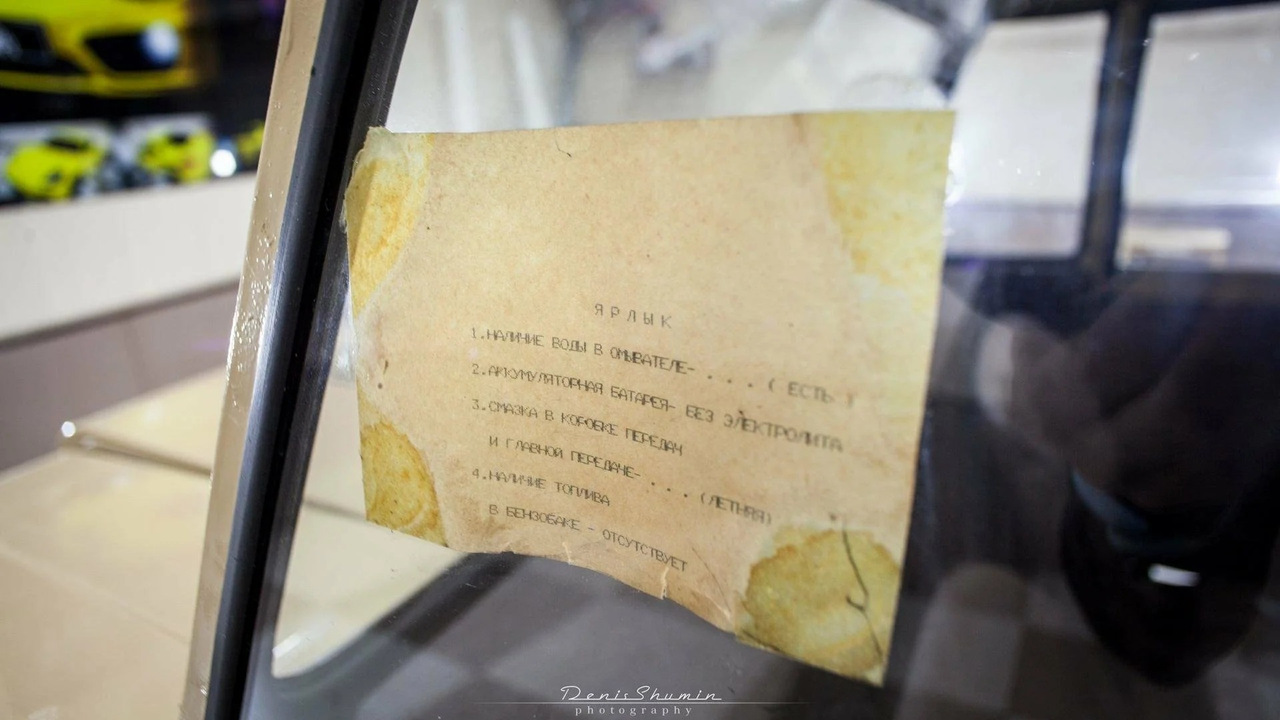 ЯРЛЫК
1.НАЛИЧИЕ ВОДЫ В ОМЫВАТЕЛЕ- . . . ( ЕСТЬ )
2.АККУМУЛЯТОРНАЯ БАТАРЕЯ- БЕЗ ЭЛЕКТРОЛИТА
3.СМАЗКА В КОРОБКЕ ПЕРЕДАЧ
И ГЛАВНОЙ ПЕРЕДАЧЕ- . . . (ЛЕТНЯЯ)
4.НАЛИЧИЕ ТОПЛИВА
В БЕНЗОБАКЕ - ОТСУТСТВУЕТ
DenisShumin
photography